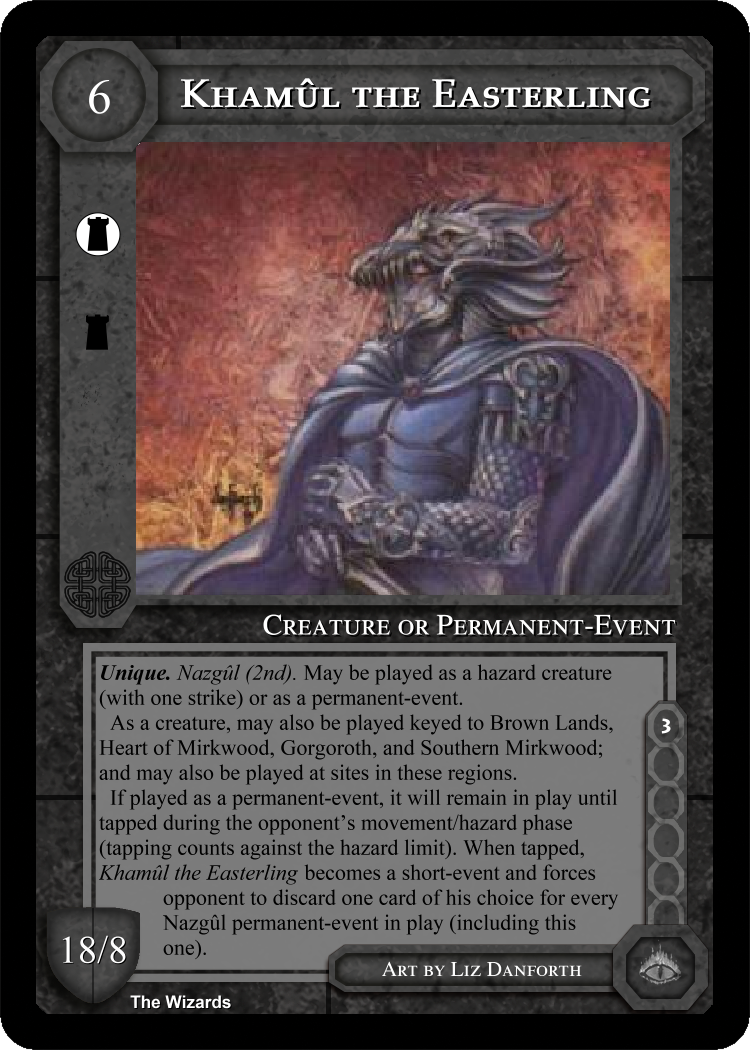 6
KHAMÛL THE EASTERLING
CREATURE OR PERMANENT-EVENT
Unique. Nazgûl (2nd). May be played as a hazard creature
(with one strike) or as a permanent-event.
As a creature, may also be played keyed to Brown Lands,
Heart of Mirkwood, Gorgoroth, and Southern Mirkwood;
and may also be played at sites in these regions.
If played as a permanent-event, it will remain in play until
tapped during the opponent’s movement/hazard phase
(tapping counts against the hazard limit). When tapped,
Khamûl the Easterling becomes a short-event and forces
opponent to discard one card of his choice for every
Nazgûl permanent-event in play (including this
one).
3
18/8
ART BY LIZ DANFORTH
The Wizards